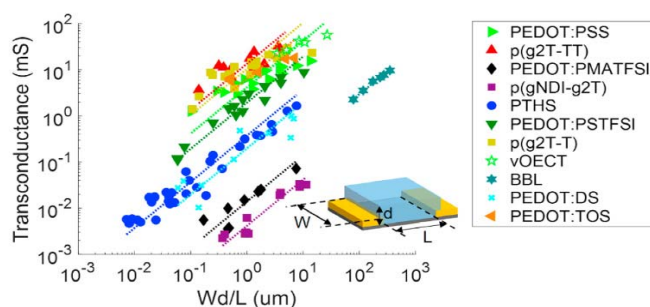 Transconductance (mS)
10²
10¹
10⁰
10⁻¹
10⁻²
10⁻³
10⁻³ 10⁻² 10⁻¹ 10⁰ 10¹ 10² 10³
Wd/L (um)
W
d
L
PEDOT:PSS
p(g2T-TT)
PEDOT:PMATFSI
p(gNDI-g2T)
PTHS
PEDOT:PSTFSI
p(g2T-T)
vOECT
BBL
PEDOT:DS
PEDOT:TOS